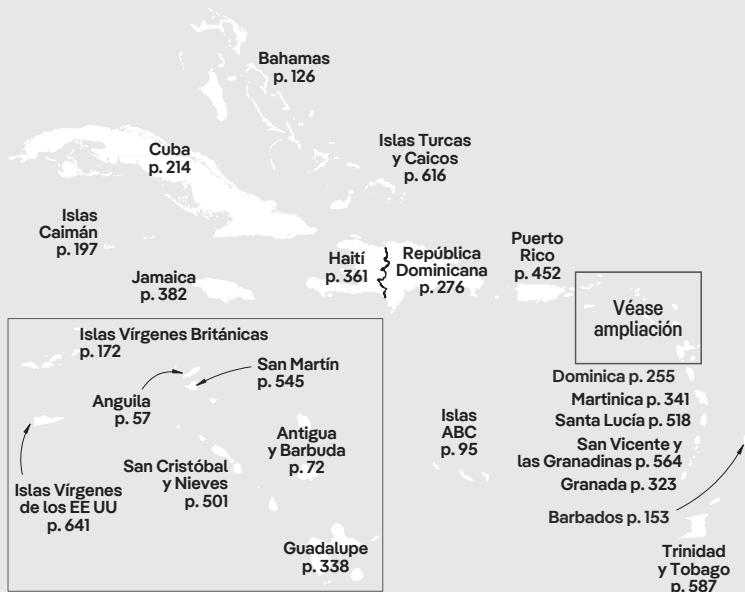 Bahamas
p. 126
Cuba
p. 214
Islas Turcas
y Caicos
p. 616
Islas
Caimán
p. 197
Jamaica
p. 382
Haití
p. 361
República
Dominicana
p. 276
Puerto
Rico
p. 452
Véase
ampliación
Islas Vírgenes Británicas
p. 172
San Martín
p. 545
Anguila
p. 57
Antigua
y Barbuda
p. 72
San Cristóbal
y Nieves
p. 501
Islas Vírgenes
de los EE UU
p. 641
Guadalupe
p. 338
Islas
ABC
p. 95
Dominica p. 255
Martinica p. 341
Santa Lucía p. 518
San Vicente y
las Granadinas p. 564
Granada p. 323
Barbados p. 153
Trinidad
y Tobago
p. 587